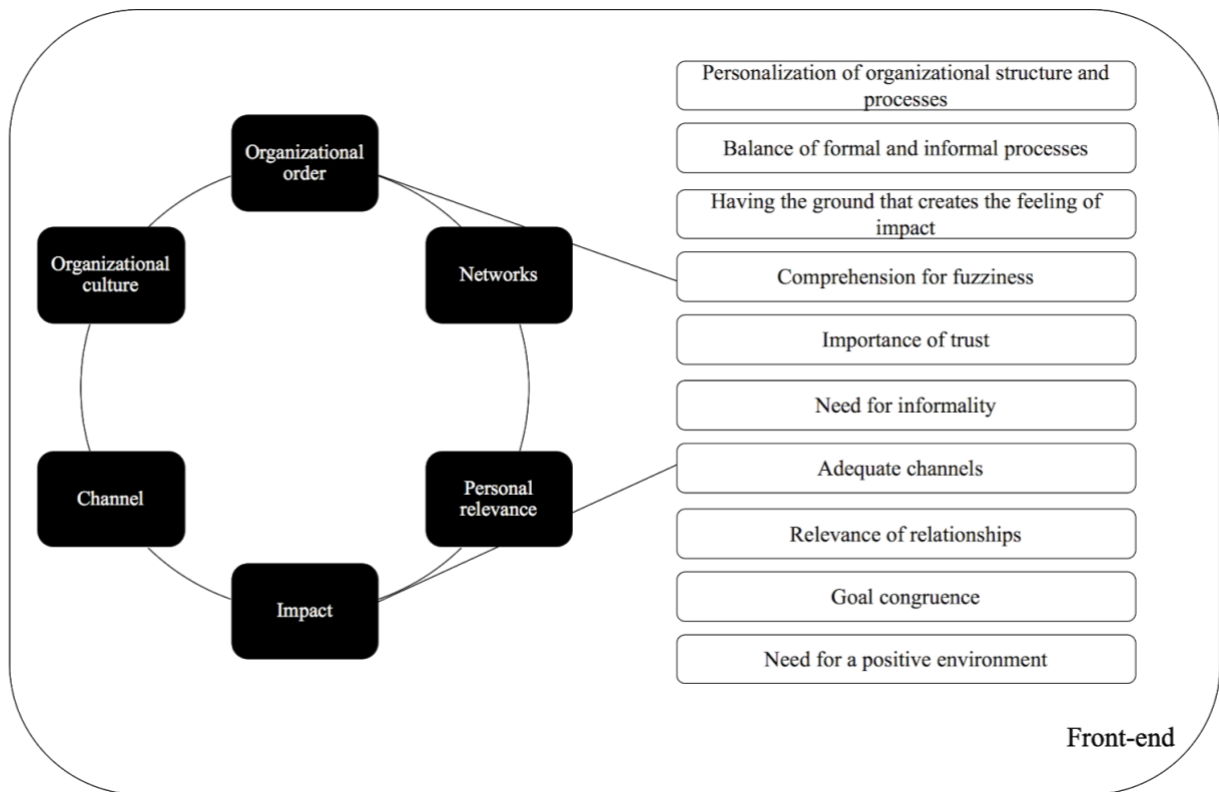 Organizational
order
Organizational
culture
Networks
Channel
Personal
relevance
Impact
Personalization of organizational structure and
processes
Balance of formal and informal processes
Having the ground that creates the feeling of
impact
Comprehension for fuzziness
Importance of trust
Need for informality
Adequate channels
Relevance of relationships
Goal congruence
Need for a positive environment
Front-end